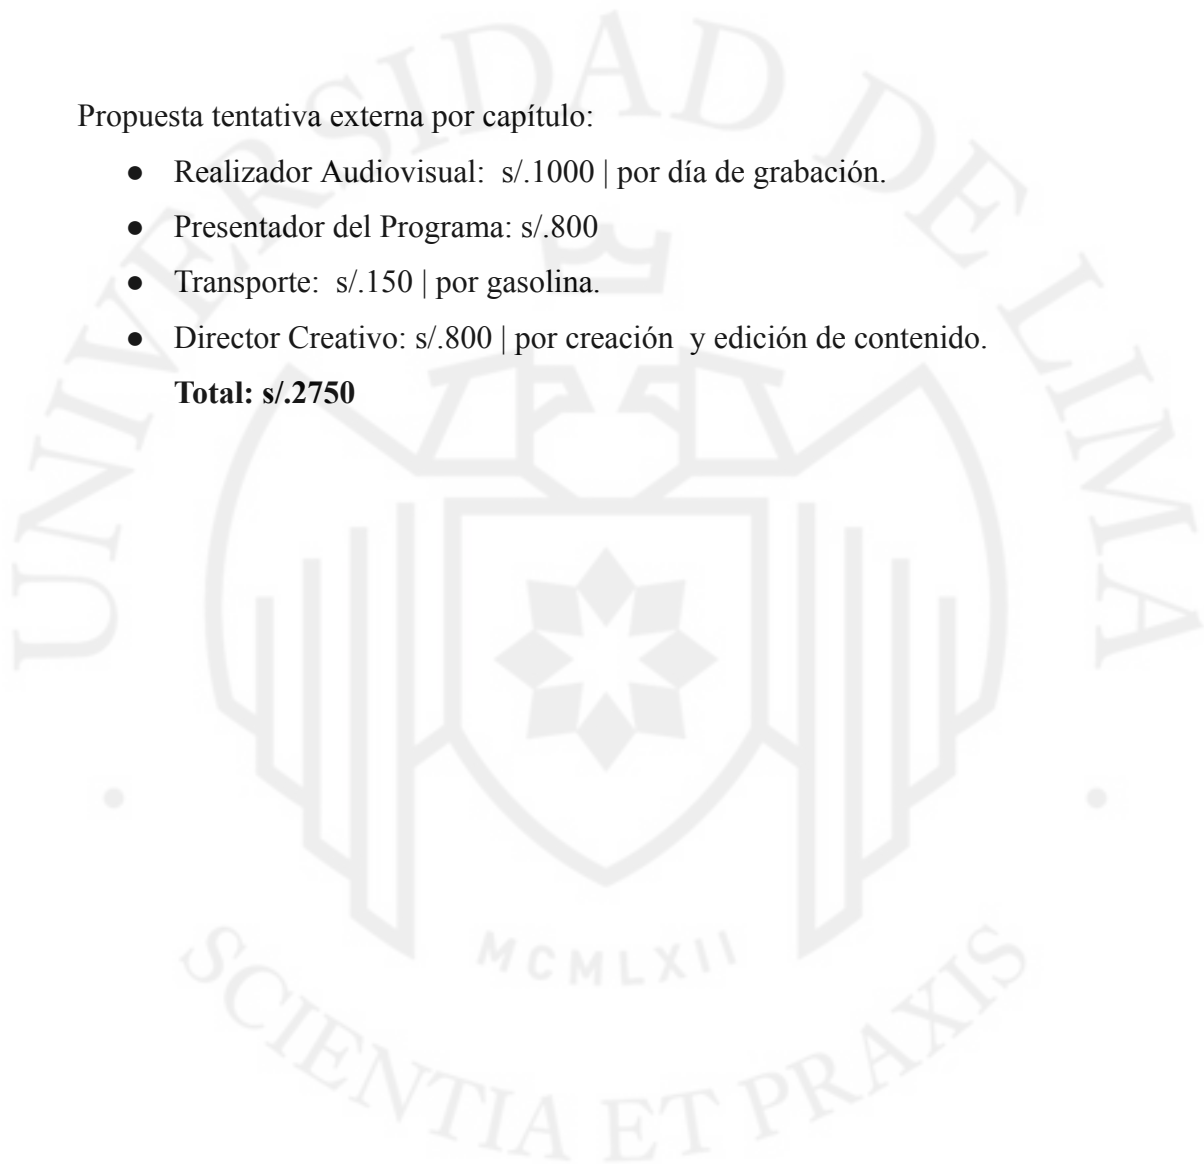 Propuesta tentativa externa por capítulo:
● Realizador Audiovisual: s/.1000 | por día de grabación.
● Presentador del Programa: s/.800
● Transporte: s/.150 | por gasolina.
● Director Creativo: s/.800 | por creación y edición de contenido.
Total: s/.2750
UNIVERSIDAD DE LIMA
MCMLXII
SCIENTIA ET PRAXIS